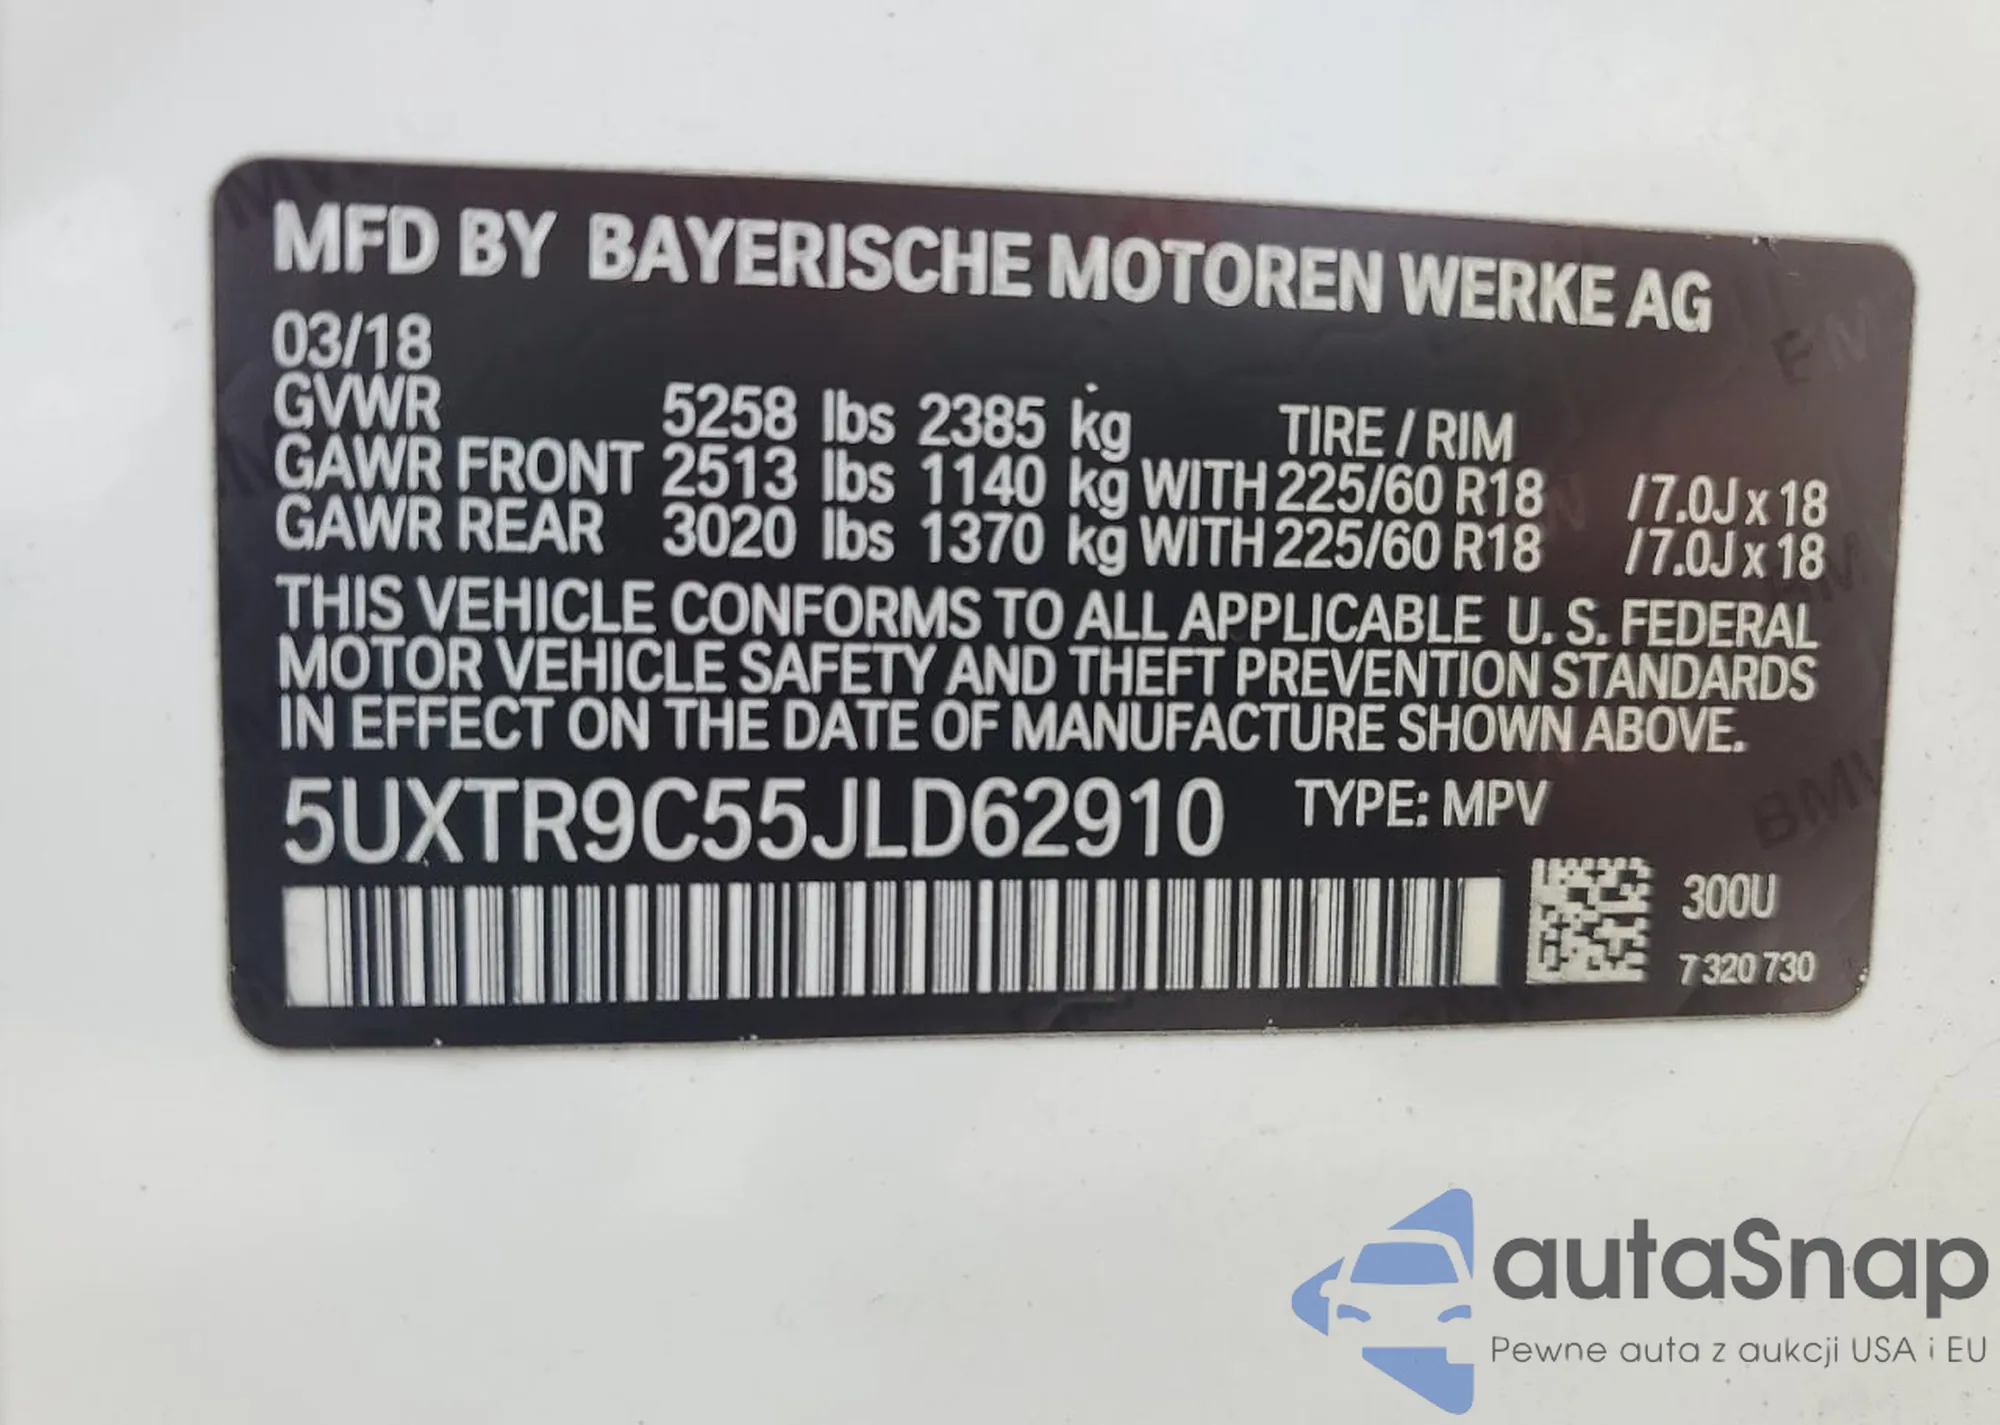 MFD BY BAYERISCHE MOTOREN WERKE AG
03/18
GVWR 5258 lbs 2385 kg TIRE / RIM
GAWR FRONT 2513 lbs 1140 kg WITH 225/60 R18 /7.0J x 18
GAWR REAR 3020 lbs 1370 kg WITH 225/60 R18 /7.0J x 18
THIS VEHICLE CONFORMS TO ALL APPLICABLE U. S. FEDERAL
MOTOR VEHICLE SAFETY AND THEFT PREVENTION STANDARDS
IN EFFECT ON THE DATE OF MANUFACTURE SHOWN ABOVE.
5UXTR9C55JLD62910 TYPE: MPV
300U
7 320 730
autaSnap
Pewne auta z aukcji USA i EU